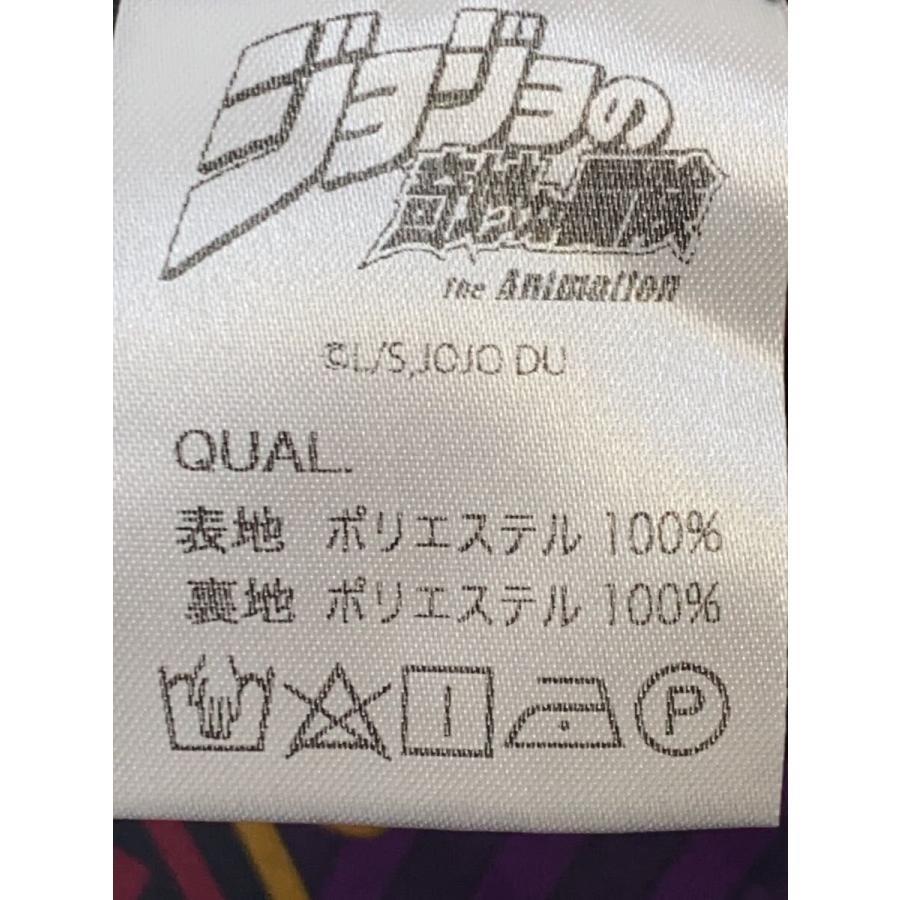 ジョジョの
奇妙な冒険
The Animation
©L/S,JOJO DU
QUAL.
表地 ポリエステル 100%
裏地 ポリエステル 100%
P